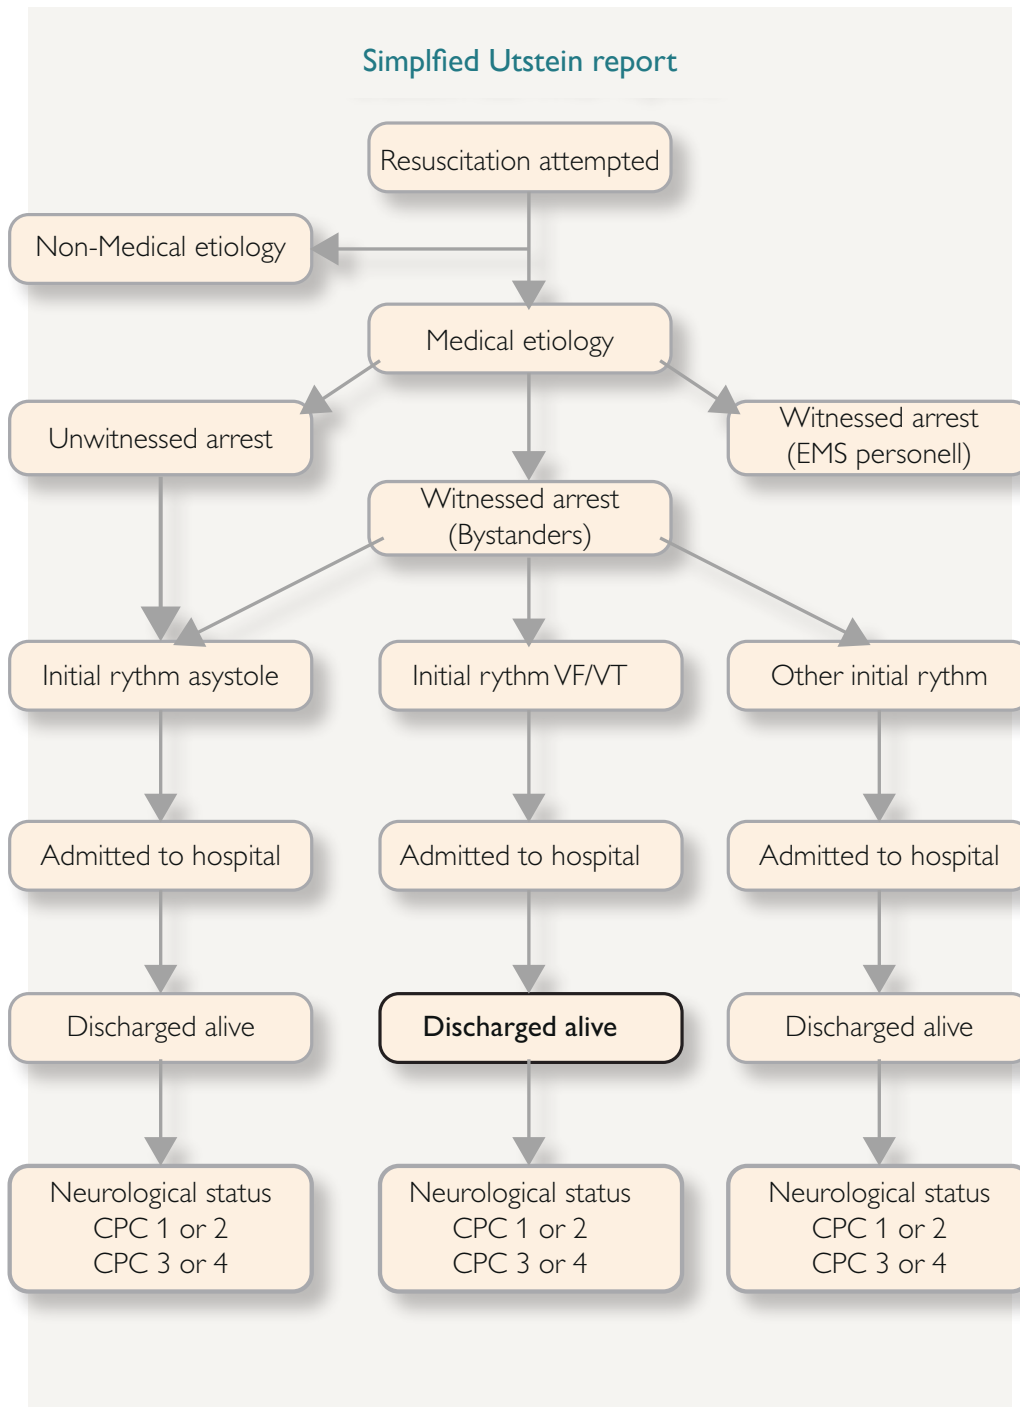 Simplfied Utstein report
Resuscitation attempted
Non-Medical etiology
Medical etiology
Unwitnessed arrest
Witnessed arrest
(EMS personell)
Witnessed arrest
(Bystanders)
Initial rythm asystole
Initial rythm VF/VT
Other initial rythm
Admitted to hospital
Admitted to hospital
Admitted to hospital
Discharged alive
Discharged alive
Discharged alive
Neurological status
CPC 1 or 2
CPC 3 or 4
Neurological status
CPC 1 or 2
CPC 3 or 4
Neurological status
CPC 1 or 2
CPC 3 or 4